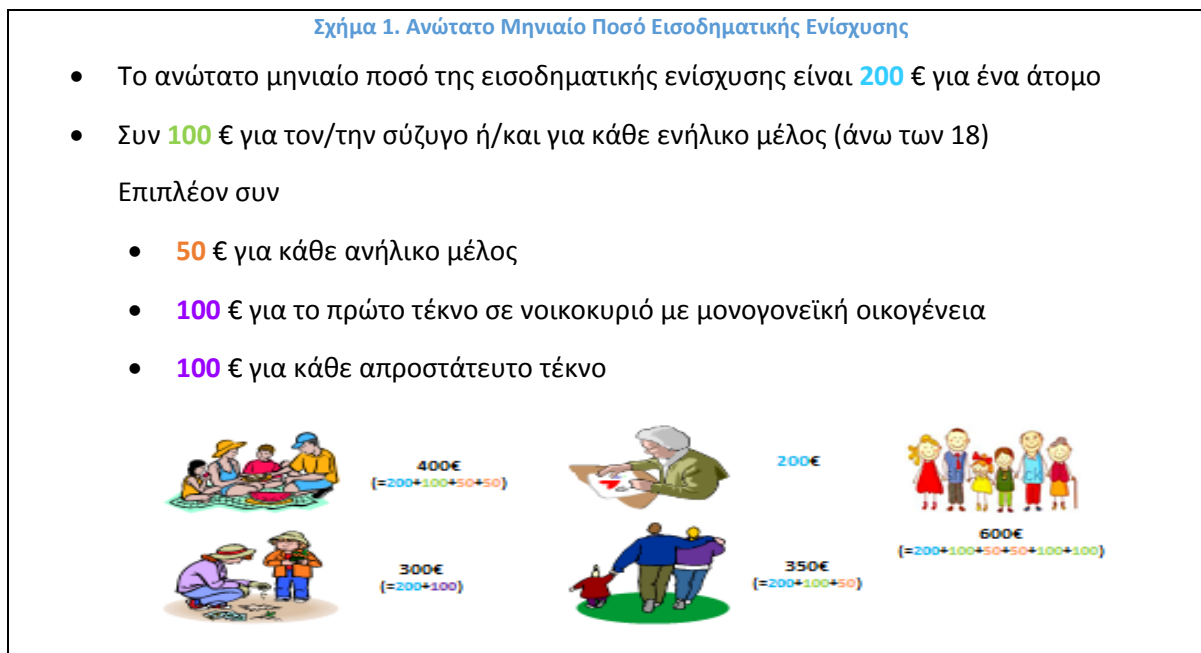 Σχήμα 1. Ανώτατο Μηνιαίο Ποσό Εισοδηματικής Ενίσχυσης
• Το ανώτατο μηνιαίο ποσό της εισοδηματικής ενίσχυσης είναι 200 € για ένα άτομο
• Συν 100 € για τον/την σύζυγο ή/και για κάθε ενήλικο μέλος (άνω των 18)
Επιπλέον συν
• 50 € για κάθε ανήλικο μέλος
• 100 € για το πρώτο τέκνο σε νοικοκυριό με μονογονεϊκή οικογένεια
• 100 € για κάθε απροστάτευτο τέκνο
400€
(=200+100+50+50)
200€
600€
(=200+100+50+50+100+100)
300€
(=200+100)
350€
(=200+100+50)